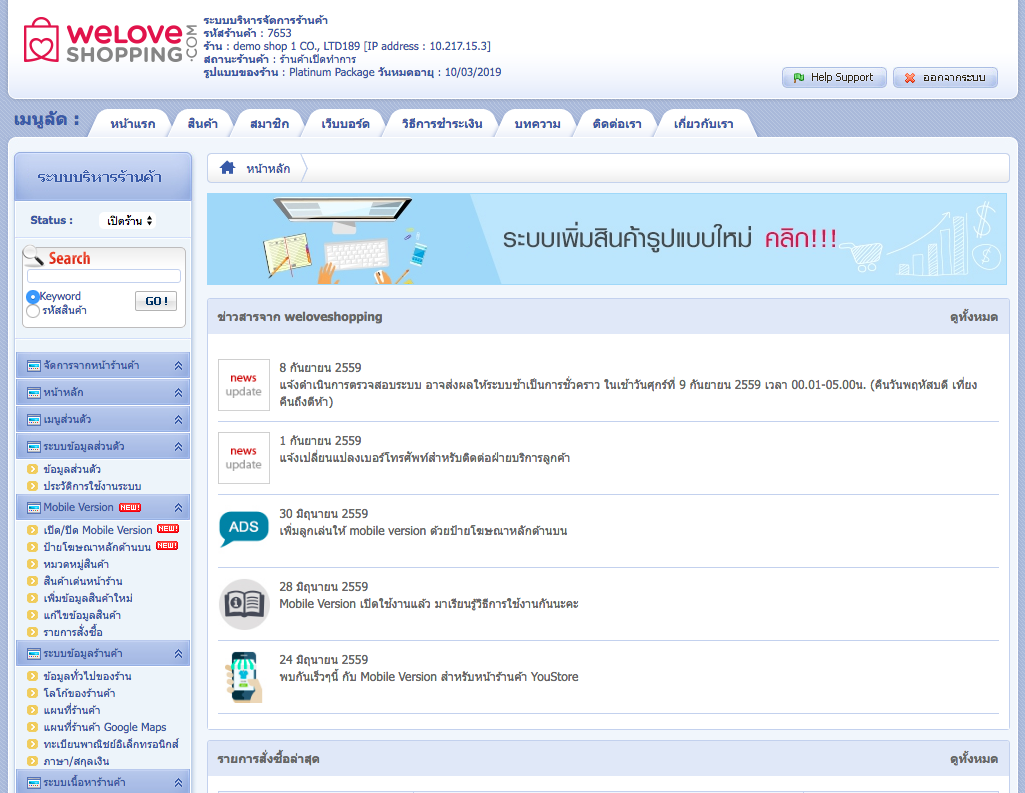 weLove
SHOPPING
.COM
ระบบบริหารจัดการร้านค้า
รหัสร้านค้า : 7653
ร้าน : demo shop 1 CO., LTD189 [IP address : 10.217.15.3]
สถานะร้านค้า : ร้านค้าเปิดทำการ
รูปแบบของร้าน : Platinum Package วันหมดอายุ : 10/03/2019
Help Support
ออกจากระบบ
เมนูลัด :
หน้าแรก
สินค้า
สมาชิก
เว็บบอร์ด
วิธีการชำระเงิน
บทความ
ติดต่อเรา
เกี่ยวกับเรา
ระบบบริหารร้านค้า
Status :
เปิดร้าน
Search
Keyword
รหัสสินค้า
GO !
จัดการจากหน้าร้านค้า
หน้าหลัก
เมนูส่วนตัว
ระบบข้อมูลส่วนตัว
ข้อมูลส่วนตัว
ประวัติการใช้งานระบบ
Mobile Version NEW!
เปิด/ปิด Mobile Version NEW!
ป้ายโฆษณาหลักด้านบน NEW!
หมวดหมู่สินค้า
สินค้าเด่นหน้าร้าน
เพิ่มข้อมูลสินค้าใหม่
แก้ไขข้อมูลสินค้า
รายการสั่งซื้อ
ระบบข้อมูลร้านค้า
ข้อมูลทั่วไปของร้าน
โลโก้ของร้านค้า
แผนที่ร้านค้า
แผนที่ร้านค้า Google Maps
ทะเบียนพาณิชย์อิเล็กทรอนิกส์
ภาษา/สกุลเงิน
ระบบเนื้อหาร้านค้า
หน้าหลัก
ระบบเพิ่มสินค้ารูปแบบใหม่ คลิก!!!
ข่าวสารจาก weloveshopping
ดูทั้งหมด
news
update
8 กันยายน 2559
แจ้งดำเนินการตรวจสอบระบบ อาจส่งผลให้ระบบช้าเป็นการชั่วคราว ในเช้าวันศุกร์ที่ 9 กันยายน 2559 เวลา 00.01-05.00น. (คืนวันพฤหัสบดี เที่ยง
คืนถึงตีห้า)
news
update
1 กันยายน 2559
แจ้งเปลี่ยนแปลงเบอร์โทรศัพท์สำหรับติดต่อฝ่ายบริการลูกค้า
ADS
30 มิถุนายน 2559
เพิ่มลูกเล่นให้ mobile version ด้วยป้ายโฆษณาหลักด้านบน
28 มิถุนายน 2559
Mobile Version เปิดใช้งานแล้ว มาเรียนรู้วิธีการใช้งานกันนะคะ
24 มิถุนายน 2559
พบกันเร็วๆนี้ กับ Mobile Version สำหรับหน้าร้านค้า YouStore
รายการสั่งซื้อล่าสุด
ดูทั้งหมด